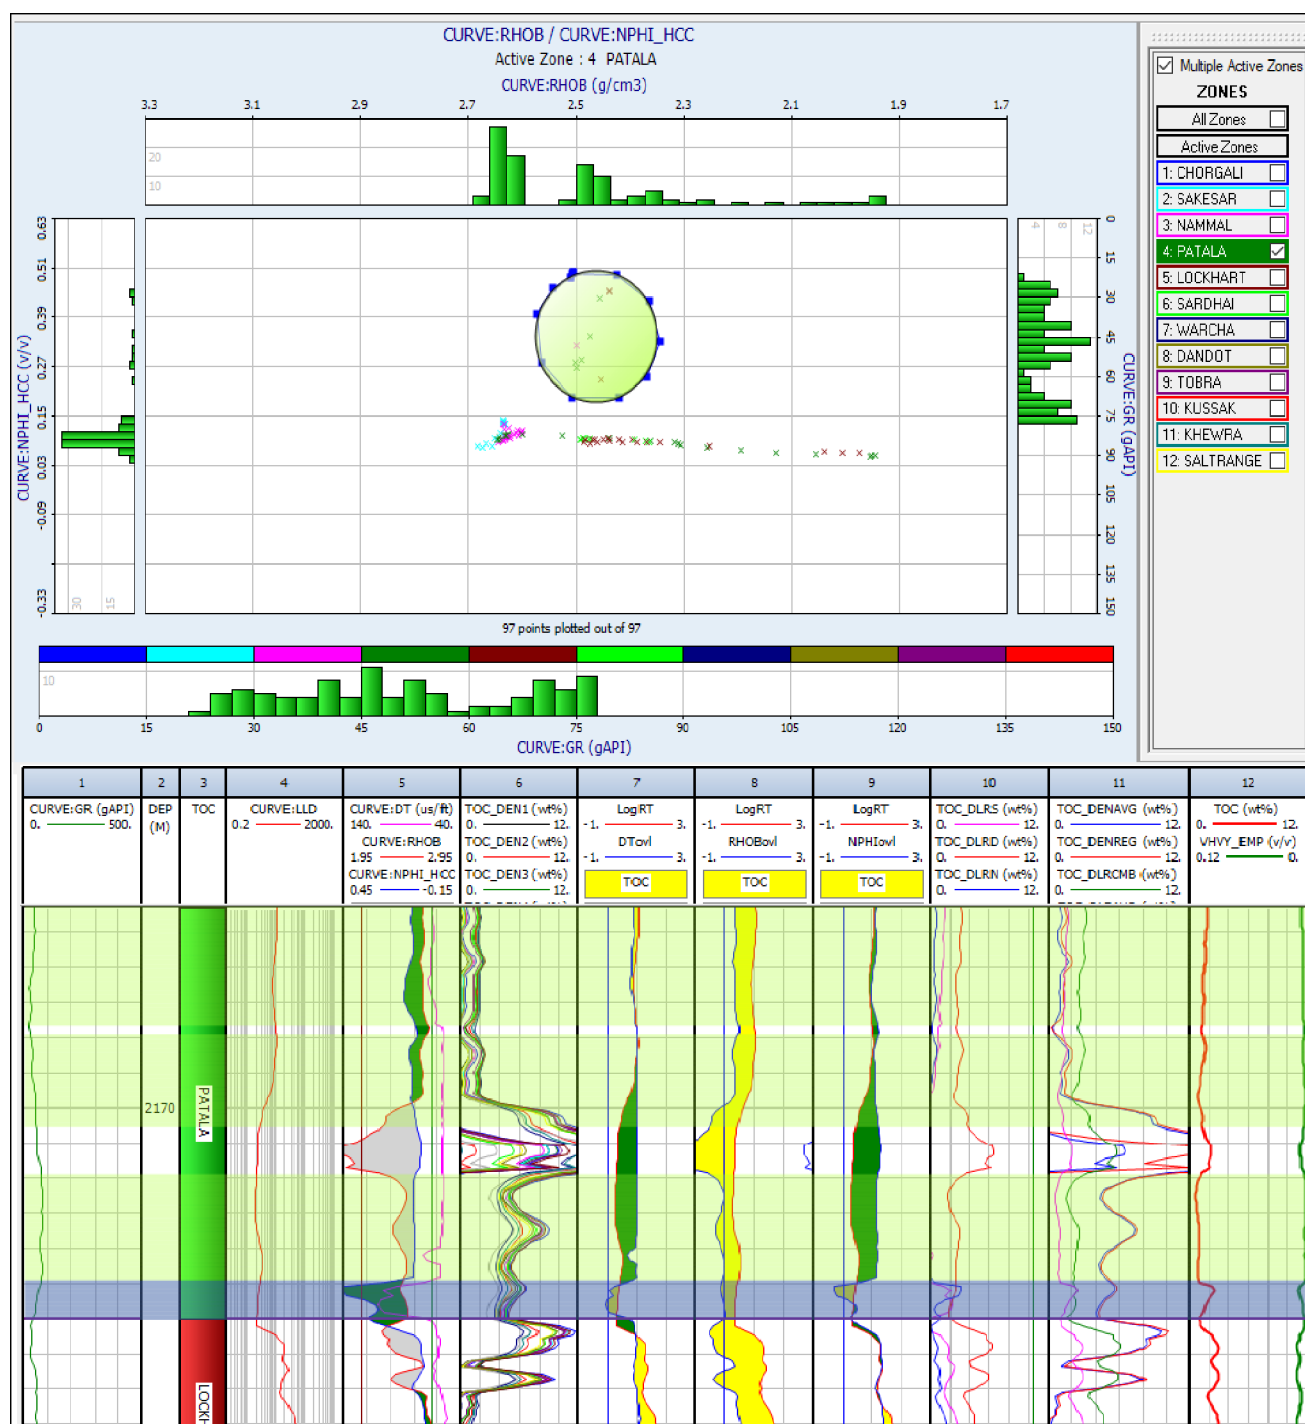 CURVE:RHOB / CURVE:NPHI_HCC
Active Zone : 4 PATALA
CURVE:RHOB (g/cm3)
3.3 3.1 2.9 2.7 2.5 2.3 2.1 1.9 1.7
20
10
CURVE:NPHI_HCC (v/v)
0.63
0.51
0.39
0.27
0.15
0.03
-0.09
-0.33
30 15
4 8 12
0
15
30
45
60
75
90
105
120
135
150
CURVE:GR (gAPI)
97 points plotted out of 97
10
0 15 30 45 60 75 90 105 120 135 150
CURVE:GR (gAPI)
Multiple Active Zones
ZONES
All Zones
Active Zones
1: CHORGALI
2: SAKESAR
3: NAMMAL
4: PATALA
5: LOCKHART
6: SARDHAI
7: WARCHA
8: DANDOT
9: TOBRA
10: KUSSAK
11: KHEWRA
12: SALTRANGE
1 2 3 4 5 6 7 8 9 10 11 12
CURVE:GR (gAPI)
0. 500.
DEP
(M)
TOC
CURVE:LLD
0.2 2000.
CURVE:DT (us/ft)
140. 40.
CURVE:RHOB
1.95 2.95
CURVE:NPHI_HCC
0.45 -0.15
TOC_DEN1 (wt%)
0. 12.
TOC_DEN2 (wt%)
0. 12.
TOC_DEN3 (wt%)
0. 12.
LogRT
-1. 3.
DTovl
-1. 3.
TOC
LogRT
-1. 3.
RHOBovl
-1. 3.
TOC
LogRT
-1. 3.
NPHIovl
-1. 3.
TOC
TOC_DLRS (wt%)
0. 12.
TOC_DLRD (wt%)
0. 12.
TOC_DLRN (wt%)
0. 12.
TOC_DENAVG (wt%)
0. 12.
TOC_DENREG (wt%)
0. 12.
TOC_DLRCMB (wt%)
0. 12.
TOC (wt%)
0. 12.
VHVY_EMP (v/v)
0.12 0.
2170
PATALA
LOCKH